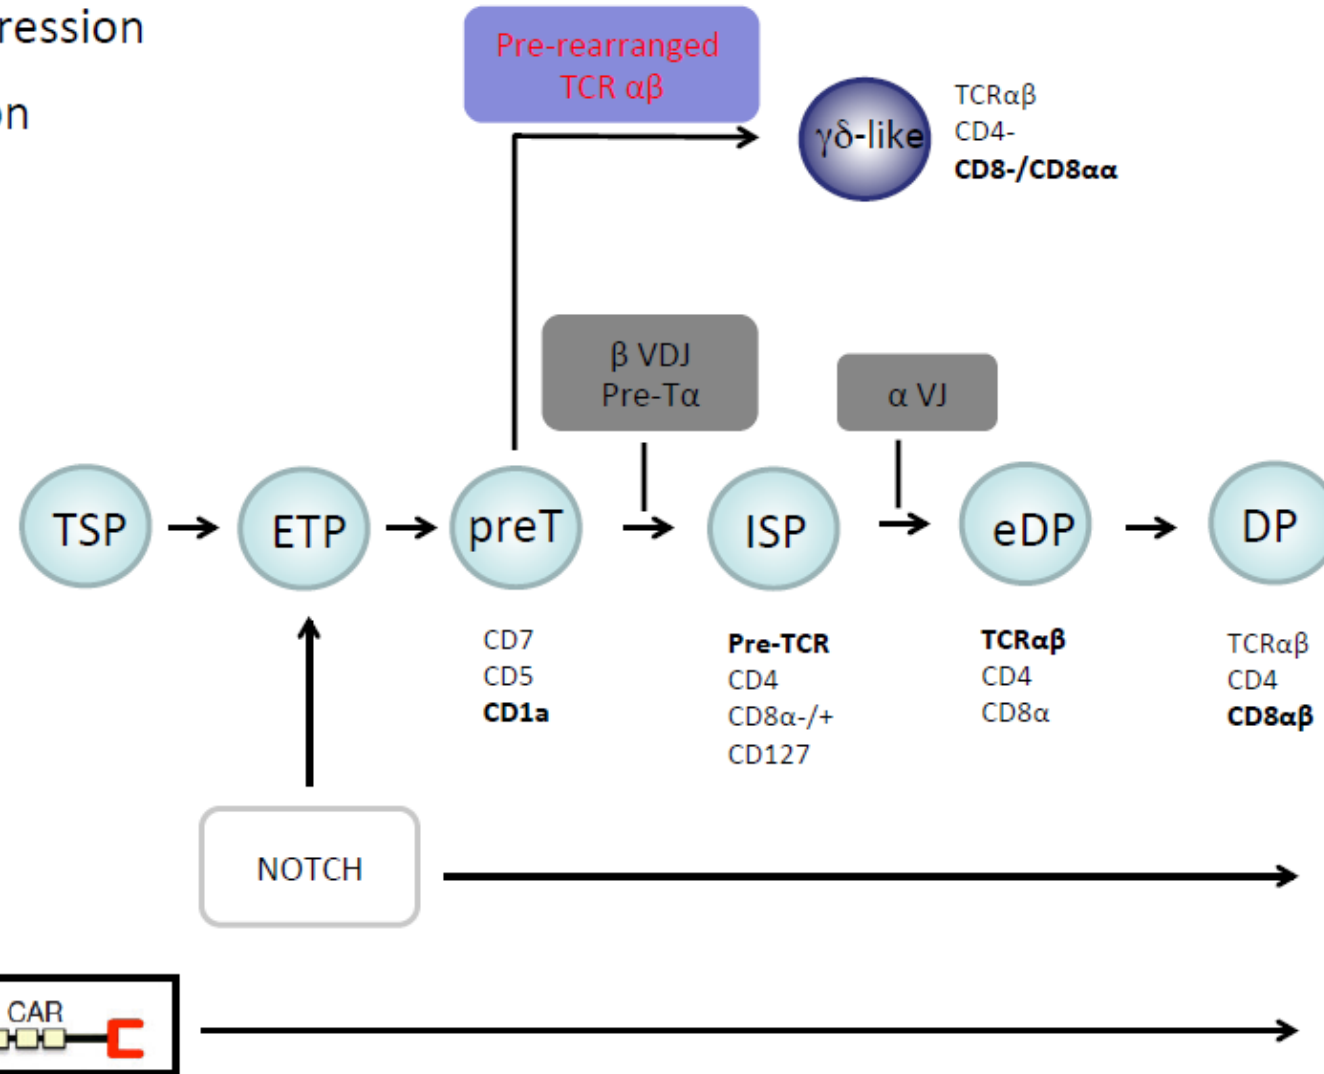 ression
on
Pre-rearranged
TCR αβ
γδ-like
TCRαβ
CD4-
CD8-/CD8αα
β VDJ
Pre-Tα
α VJ
TSP
ETP
preT
ISP
eDP
DP
CD7
CD5
CD1a
Pre-TCR
CD4
CD8α-/+
CD127
TCRαβ
CD4
CD8α
TCRαβ
CD4
CD8αβ
NOTCH
CAR